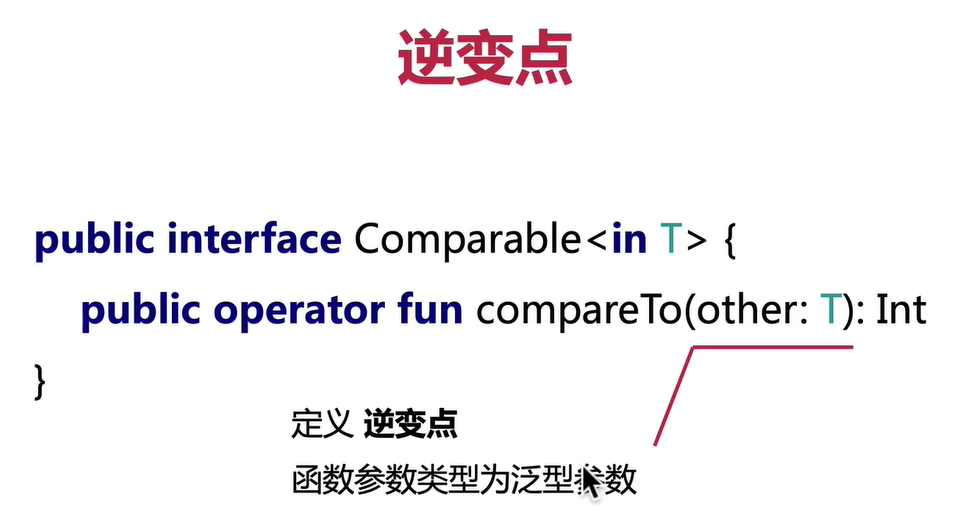 逆变点
public interface Comparable<in T> {
public operator fun compareTo(other: T): Int
}
定义 逆变点
函数参数类型为泛型参数